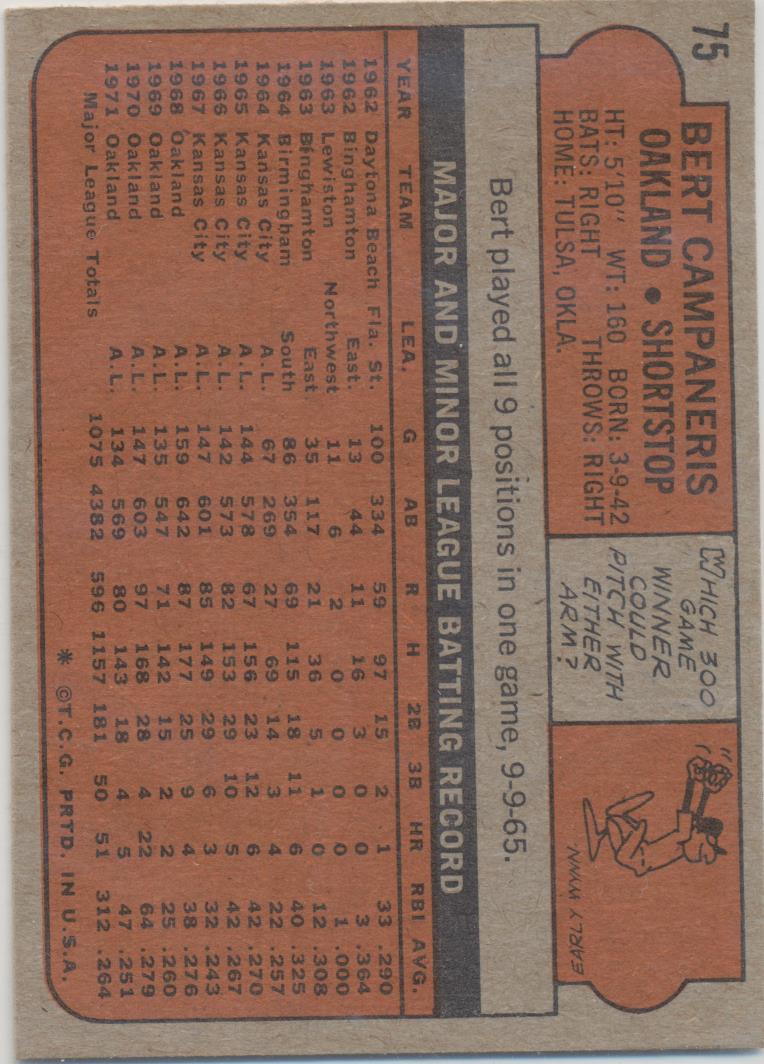 75
BERT CAMPANERIS
OAKLAND • SHORTSTOP
HT: 5'10" WT: 160 BORN: 3-9-42
BATS: RIGHT THROWS: RIGHT
HOME: TULSA, OKLA.
WHICH 300
GAME
WINNER
COULD
PITCH WITH
EITHER
ARM?
EARLY WYNN
Bert played all 9 positions in one game, 9-9-65.
MAJOR AND MINOR LEAGUE BATTING RECORD
YEAR TEAM LEA. G AB R H 2B 3B HR RBI AVG.
1962 Daytona Beach Fla. St. 100 334 59 97 15 2 1 33 .290
1962 Binghamton East. 13 44 11 16 3 0 0 3 .364
1963 Lewiston Northwest 11 6 2 0 0 0 0 1 .000
1963 Binghamton East 35 117 21 36 5 1 0 12 .308
1964 Birmingham South 86 354 69 115 18 11 6 40 .325
1964 Kansas City A.L. 67 269 27 69 14 3 4 22 .257
1965 Kansas City A.L. 144 578 67 156 23 12 6 42 .270
1966 Kansas City A.L. 142 573 82 153 29 10 5 42 .267
1967 Kansas City A.L. 147 601 85 149 29 6 3 32 .243
1968 Oakland A.L. 159 642 87 177 25 9 4 38 .276
1969 Oakland A.L. 135 547 71 142 15 2 2 25 .260
1970 Oakland A.L. 147 603 97 168 28 4 22 64 .279
1971 Oakland A.L. 134 569 80 143 18 4 5 47 .251
Major League Totals 1075 4382 596 1157 181 50 51 312 .264
* ©T.C.G. PRTD. IN U.S.A.